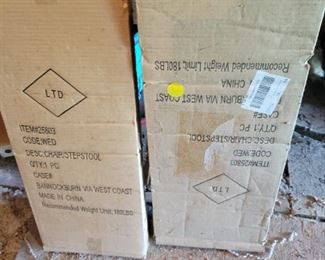 LTD
ITEM#25803
CODE:WED
DESC:CHAIR/STEPSTOOL
QTY:1 PC
CASE#
BANNOCKBURN VIA WEST COAST
MADE IN CHINA
Recommended Weight Limit, 180LBS
LTD
ITEM#25803
CODE:WED
DESC:CHAIR/STEPSTOOL
QTY:1 PC
CASE#
BURN VIA WEST COAST
CHINA
Recommended Weight Limit, 180LBS